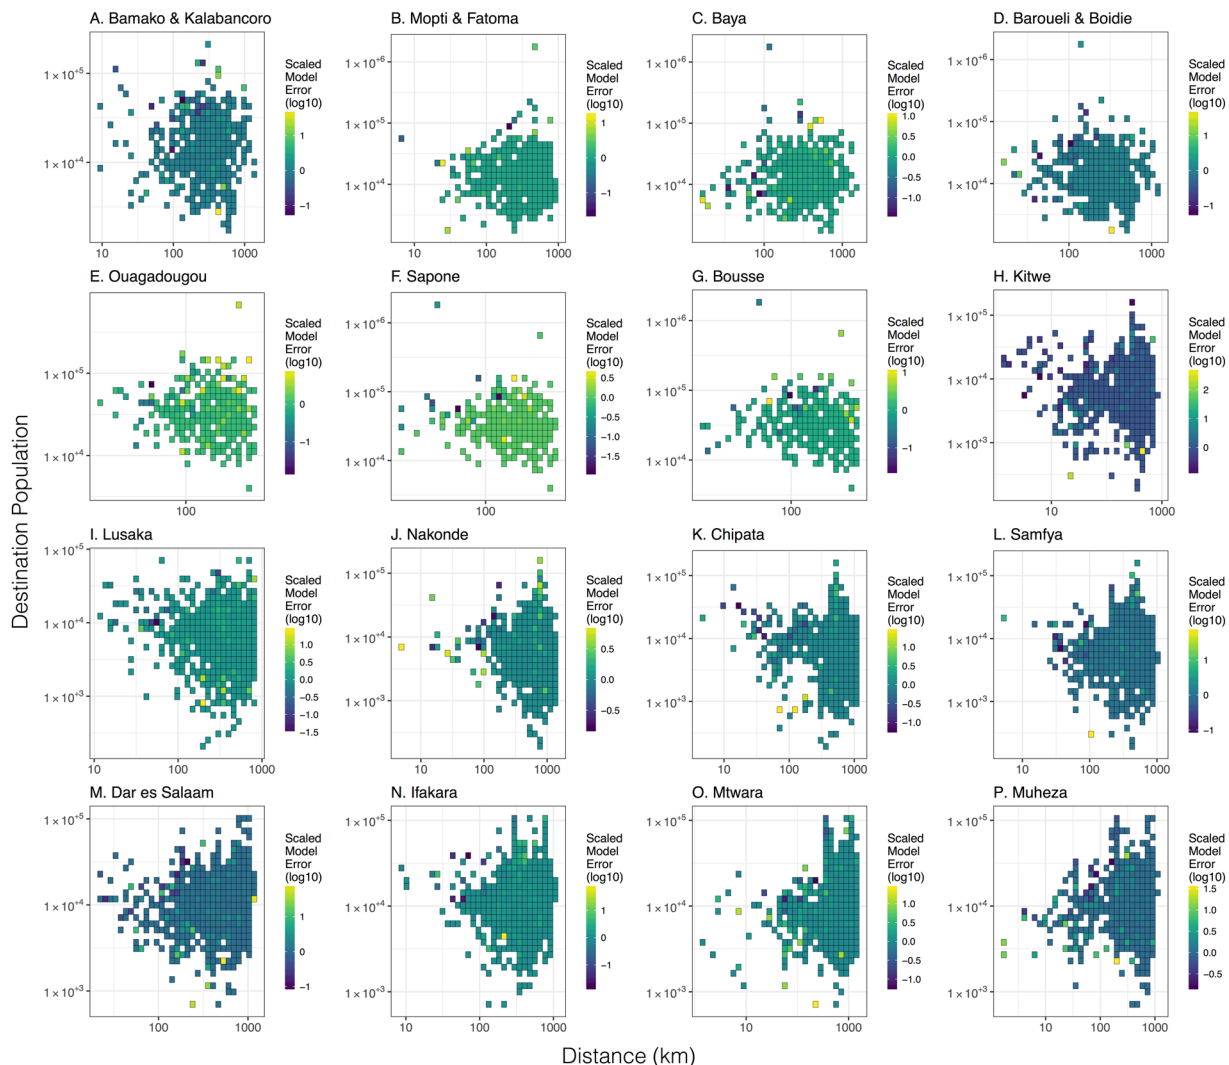 A. Bamako & Kalabancoro
1 × 10+5
1 × 10+4
10 100 1000
Scaled
Model
Error
(log10)
1
0
−1
B. Mopti & Fatoma
1 × 10+6
1 × 10+5
1 × 10+4
10 100 1000
Scaled
Model
Error
(log10)
1
0
−1
C. Baya
1 × 10+6
1 × 10+5
1 × 10+4
100 1000
Scaled
Model
Error
(log10)
1.0
0.5
0.0
−0.5
−1.0
D. Baroueli & Boidie
1 × 10+6
1 × 10+5
1 × 10+4
100 1000
Scaled
Model
Error
(log10)
1
0
−1
E. Ouagadougou
1 × 10+5
1 × 10+4
100
Scaled
Model
Error
(log10)
0
−1
F. Sapone
1 × 10+6
1 × 10+5
1 × 10+4
100
Scaled
Model
Error
(log10)
0.5
0.0
−0.5
−1.0
−1.5
G. Bousse
1 × 10+6
1 × 10+5
1 × 10+4
100
Scaled
Model
Error
(log10)
1
0
−1
H. Kitwe
1 × 10+5
1 × 10+4
1 × 10+3
10 1000
Scaled
Model
Error
(log10)
2
1
0
Destination Population
I. Lusaka
1 × 10+5
1 × 10+4
1 × 10+3
10 100 1000
Scaled
Model
Error
(log10)
1.0
0.5
0.0
−0.5
−1.0
−1.5
J. Nakonde
1 × 10+5
1 × 10+4
1 × 10+3
10 100 1000
Scaled
Model
Error
(log10)
0.5
0.0
−0.5
K. Chipata
1 × 10+5
1 × 10+4
1 × 10+3
10 100 1000
Scaled
Model
Error
(log10)
1.5
1.0
0.5
0.0
−0.5
−1.0
L. Samfya
1 × 10+5
1 × 10+4
1 × 10+3
10 100 1000
Scaled
Model
Error
(log10)
1
0
−1
M. Dar es Salaam
1 × 10+5
1 × 10+4
1 × 10+3
100 1000
Scaled
Model
Error
(log10)
1
0
−1
N. Ifakara
1 × 10+5
1 × 10+4
1 × 10+3
10 100 1000
Scaled
Model
Error
(log10)
2
1
0
−1
O. Mtwara
1 × 10+5
1 × 10+4
1 × 10+3
10 100 1000
Scaled
Model
Error
(log10)
1.0
0.5
0.0
−0.5
−1.0
P. Muheza
1 × 10+5
1 × 10+4
1 × 10+3
10 100 1000
Scaled
Model
Error
(log10)
1.5
1.0
0.5
0.0
−0.5
Distance (km)